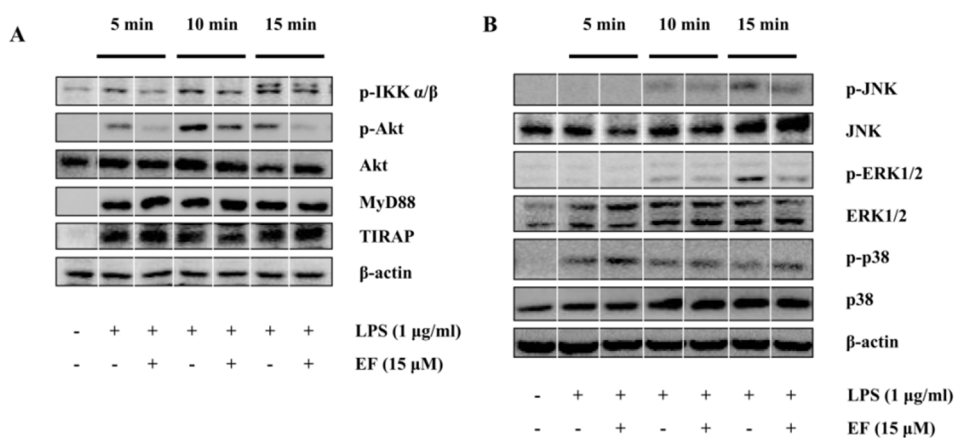 A
5 min 10 min 15 min
p-IKK α/β
p-Akt
Akt
MyD88
TIRAP
β-actin
- + + + + + + LPS (1 μg/ml)
- - + - + - + EF (15 μM)
B
5 min 10 min 15 min
p-JNK
JNK
p-ERK1/2
ERK1/2
p-p38
p38
β-actin
- + + + + + + LPS (1 μg/ml)
- - + - + - + EF (15 μM)